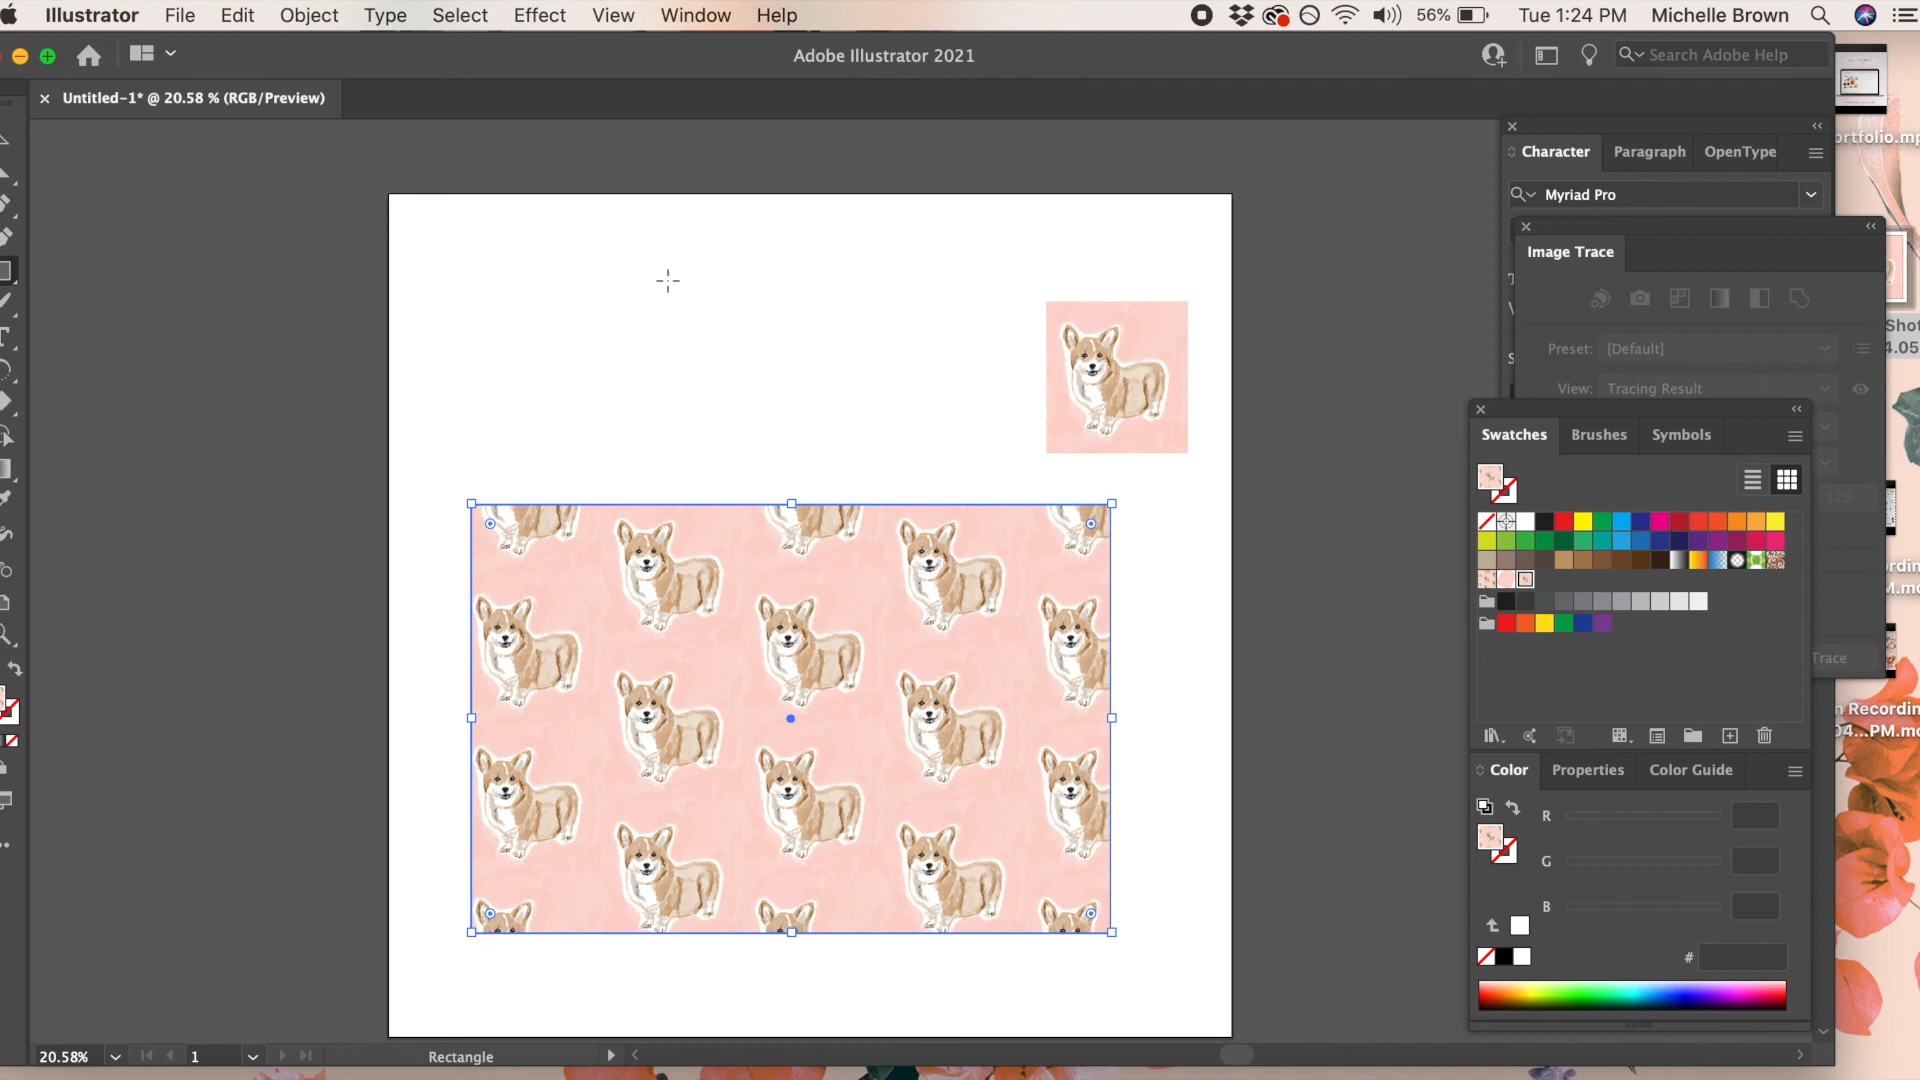 Illustrator File Edit Object Type Select Effect View Window Help 56% Tue 1:24 PM Michelle Brown
Adobe Illustrator 2021
Search Adobe Help
Untitled-1* @ 20.58 % (RGB/Preview)
ortfolio.mp
Character Paragraph OpenType
Myriad Pro
Image Trace
Shot
4.05
Preset: [Default]
View: Tracing Result
Swatches Brushes Symbols
128
rdin
M.mo
Trace
n Recordin
04...PM.mo
Color Properties Color Guide
R
G
B
#
20.58% 1 Rectangle